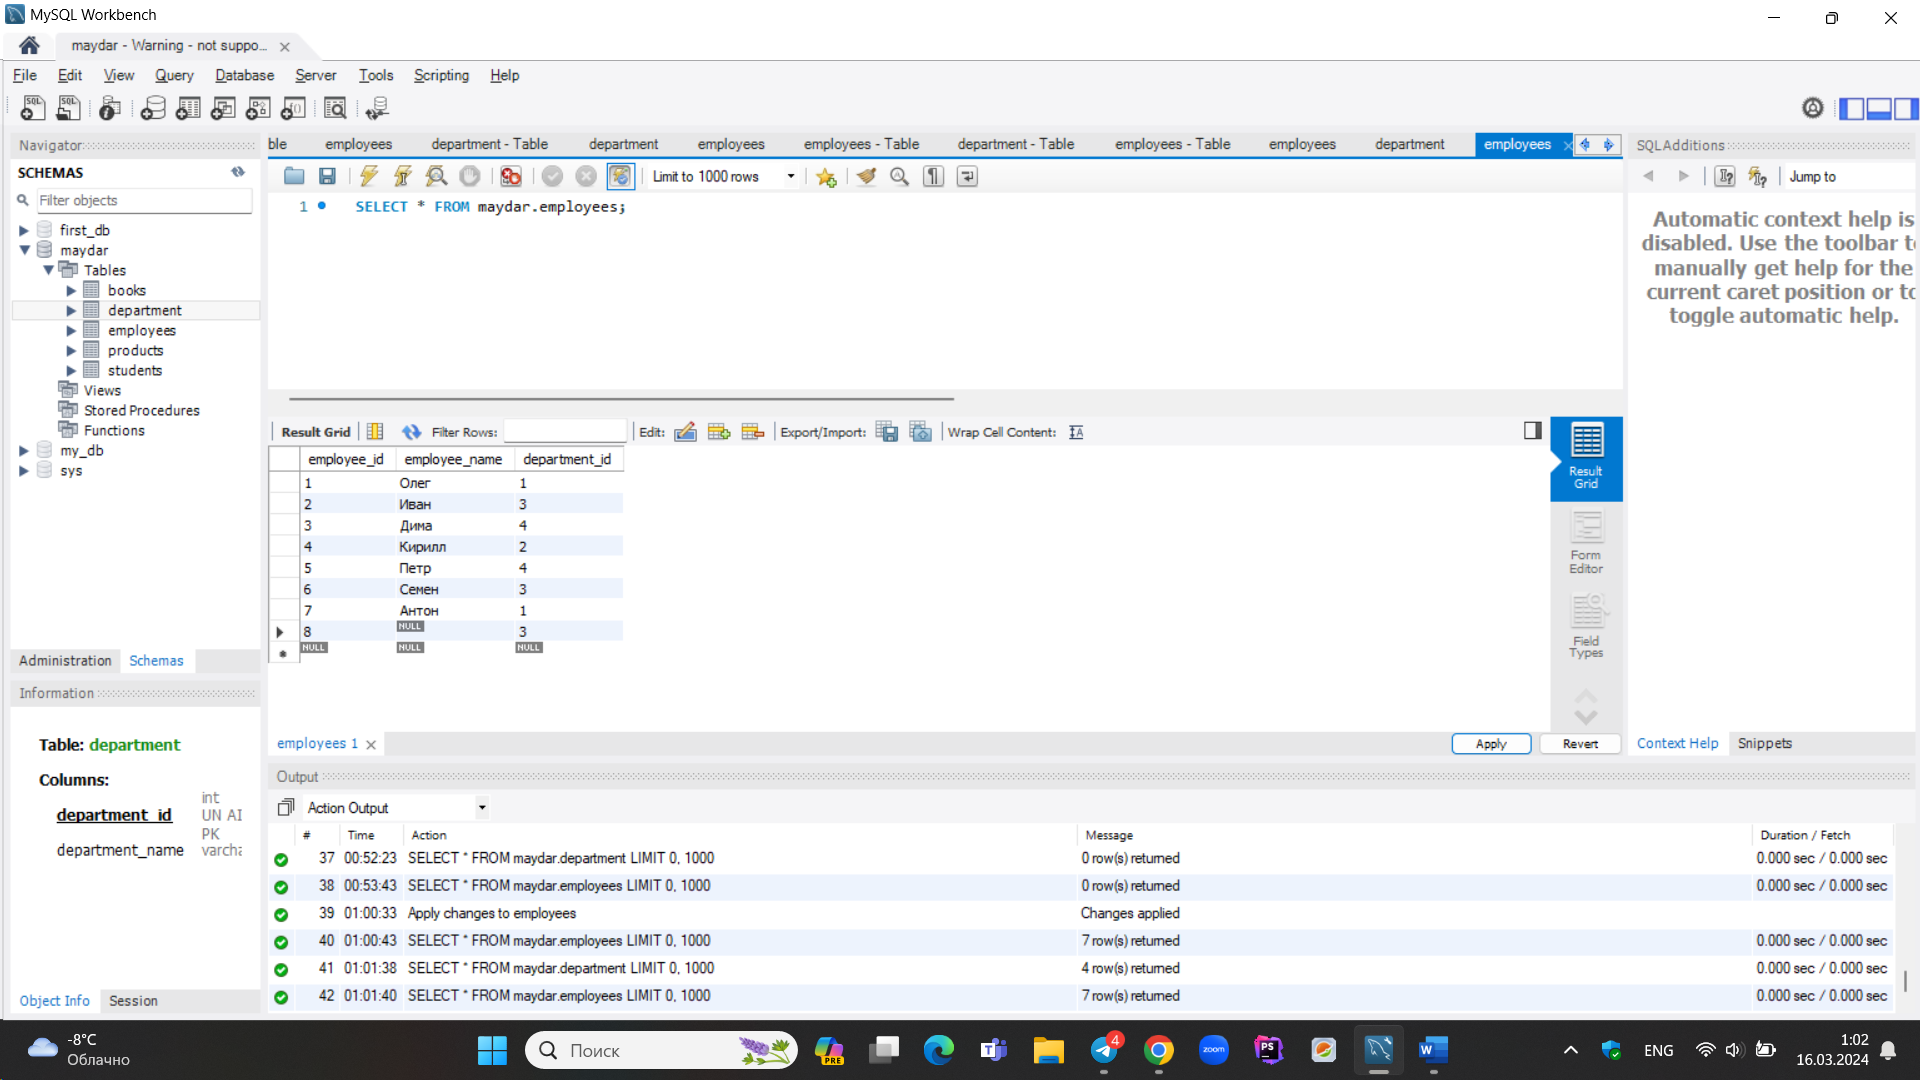 MySQL Workbench
maydar - Warning - not suppo...
File Edit View Query Database Server Tools Scripting Help
Navigator
SCHEMAS
Filter objects
first_db
maydar
Tables
books
department
employees
products
students
Views
Stored Procedures
Functions
my_db
sys
Administration Schemas
Information
Table: department
Columns:
department_id int UN AI PK
department_name varcha
Object Info Session
ble employees department - Table department employees employees - Table department - Table employees - Table employees department employees
Limit to 1000 rows
1 SELECT * FROM maydar.employees;
Result Grid Filter Rows: Edit: Export/Import: Wrap Cell Content:
employee_id employee_name department_id
1 Олег 1
2 Иван 3
3 Дима 4
4 Кирилл 2
5 Петр 4
6 Семен 3
7 Антон 1
8 NULL 3
NULL NULL NULL
Result Grid
Form Editor
Field Types
employees 1
Apply Revert
SQLAdditions
Jump to
Automatic context help is
disabled. Use the toolbar t
manually get help for the
current caret position or to
toggle automatic help.
Context Help Snippets
Output
Action Output
# Time Action Message Duration / Fetch
37 00:52:23 SELECT * FROM maydar.department LIMIT 0, 1000 0 row(s) returned 0.000 sec / 0.000 sec
38 00:53:43 SELECT * FROM maydar.employees LIMIT 0, 1000 0 row(s) returned 0.000 sec / 0.000 sec
39 01:00:33 Apply changes to employees Changes applied
40 01:00:43 SELECT * FROM maydar.employees LIMIT 0, 1000 7 row(s) returned 0.000 sec / 0.000 sec
41 01:01:38 SELECT * FROM maydar.department LIMIT 0, 1000 4 row(s) returned 0.000 sec / 0.000 sec
42 01:01:40 SELECT * FROM maydar.employees LIMIT 0, 1000 7 row(s) returned 0.000 sec / 0.000 sec
-8°C
Облачно
Поиск
PRE
4
zoom
PS
ENG
1:02
16.03.2024